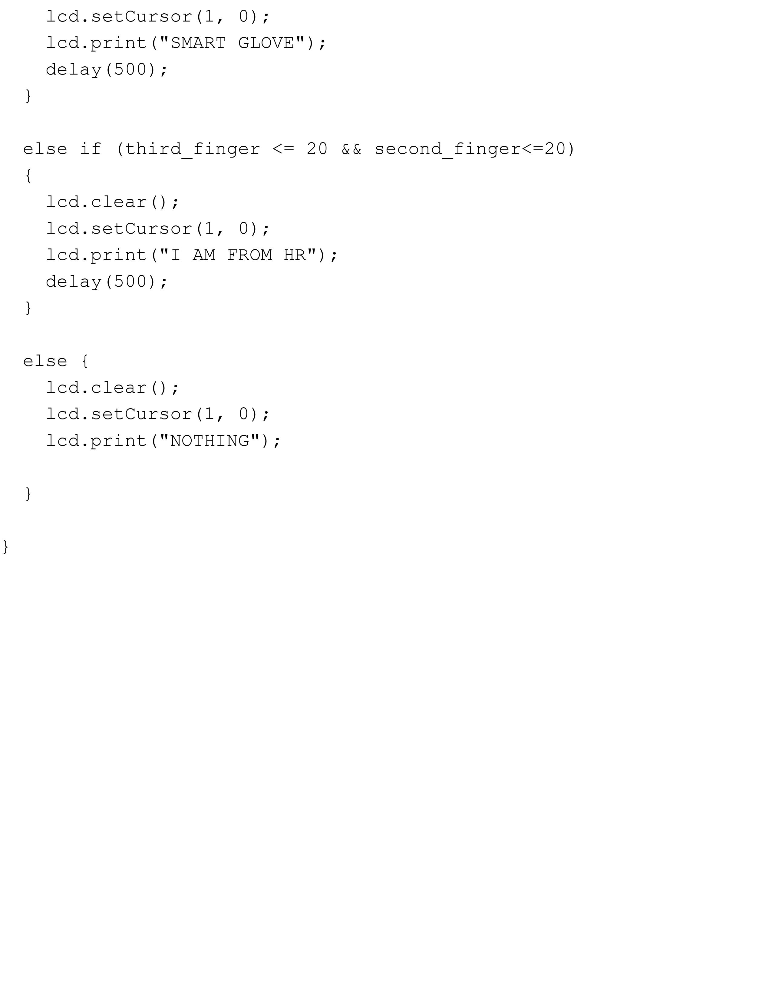 lcd.setCursor(1, 0);
lcd.print("SMART GLOVE");
delay(500);
}
else if (third_finger <= 20 && second_finger<=20)
{
lcd.clear();
lcd.setCursor(1, 0);
lcd.print("I AM FROM HR");
delay(500);
}
else {
lcd.clear();
lcd.setCursor(1, 0);
lcd.print("NOTHING");
}
}